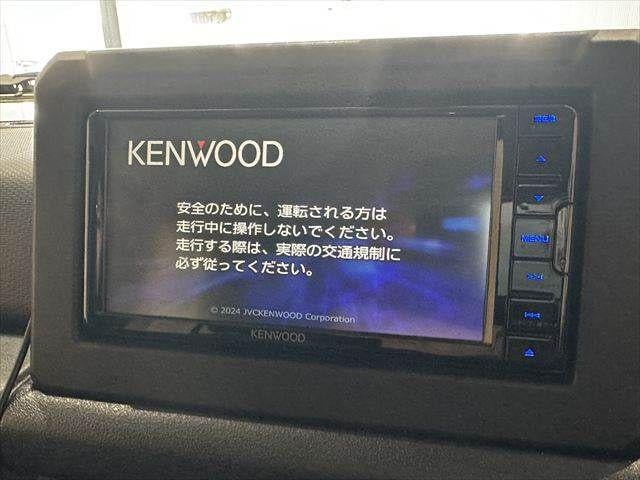 KENWOOD
安全のために、運転される方は
走行中に操作しないでください。
走行する際は、実際の交通規制に
必ず従ってください。
© 2024 JVCKENWOOD Corporation
KENWOOD
MENU